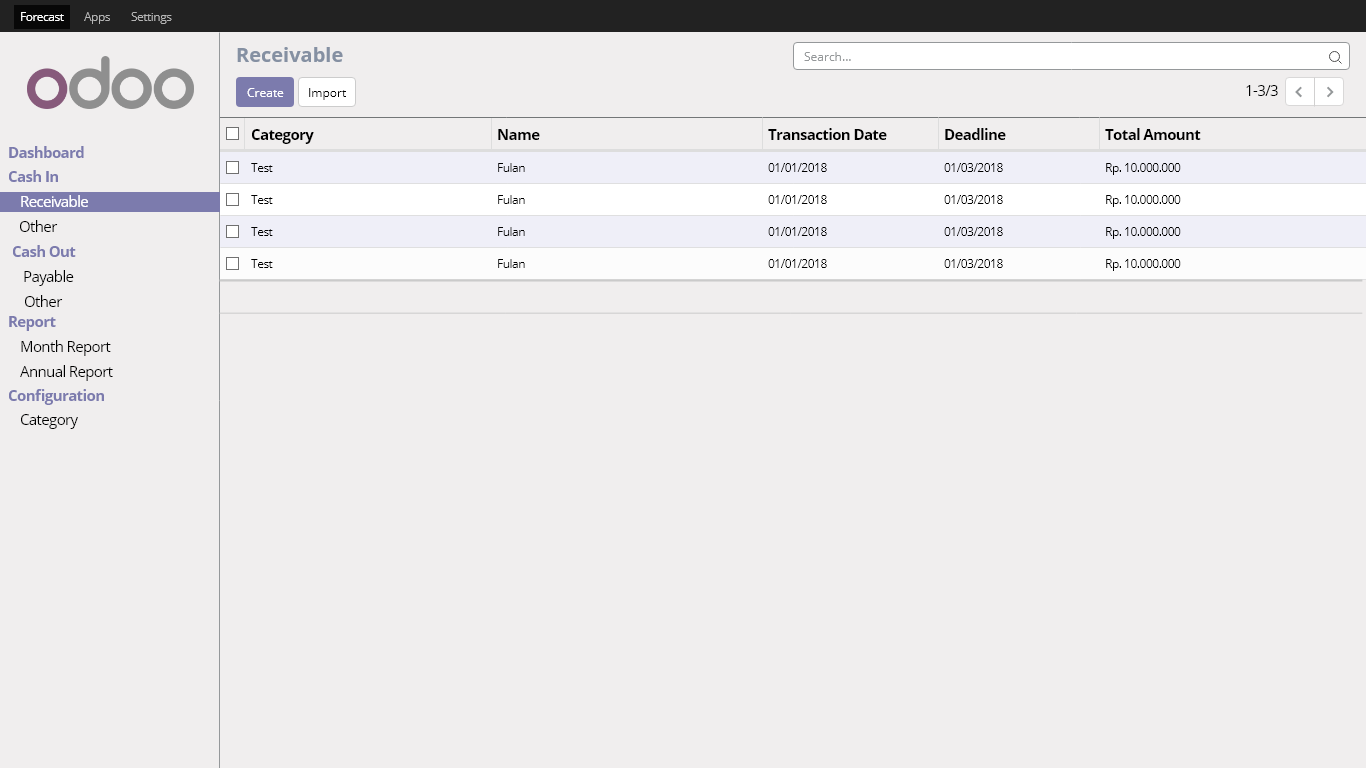 Forecast Apps Settings
odoo
Receivable
Search...
Create Import
1-3/3
Dashboard
Cash In
Receivable
Other
Cash Out
Payable
Other
Report
Month Report
Annual Report
Configuration
Category
Category Name Transaction Date Deadline Total Amount
Test Fulan 01/01/2018 01/03/2018 Rp. 10.000.000
Test Fulan 01/01/2018 01/03/2018 Rp. 10.000.000
Test Fulan 01/01/2018 01/03/2018 Rp. 10.000.000
Test Fulan 01/01/2018 01/03/2018 Rp. 10.000.000